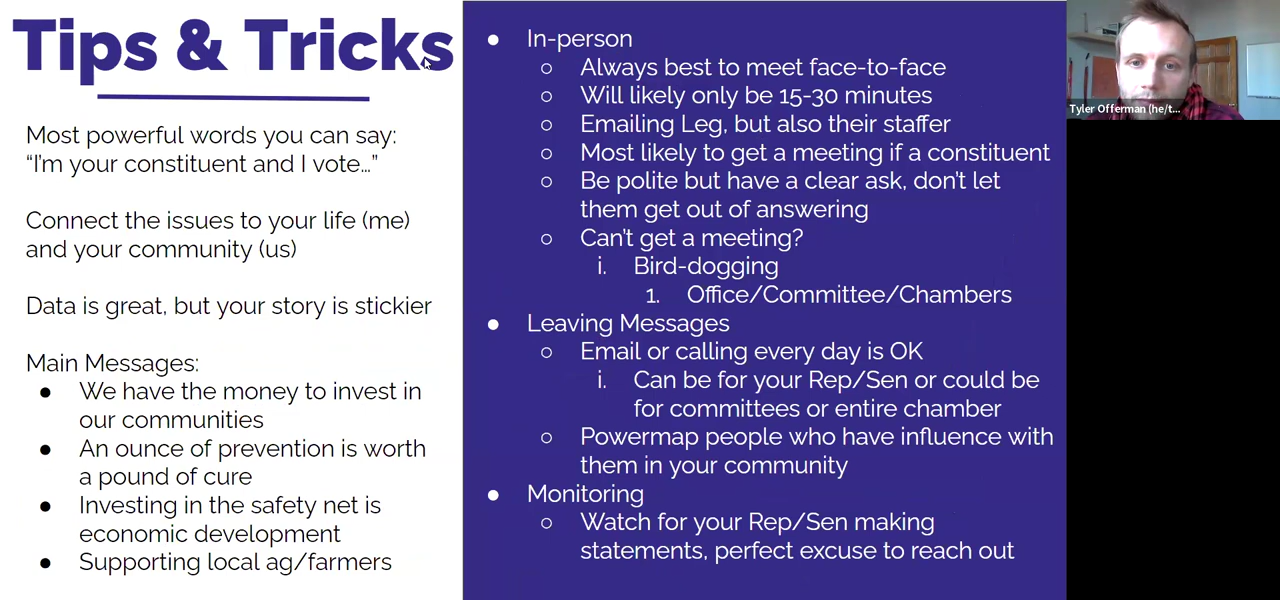 Tips & Tricks
Most powerful words you can say:
“I’m your constituent and I vote…”
Connect the issues to your life (me)
and your community (us)
Data is great, but your story is stickier
Main Messages:
● We have the money to invest in
our communities
● An ounce of prevention is worth
a pound of cure
● Investing in the safety net is
economic development
● Supporting local ag/farmers
● In-person
○ Always best to meet face-to-face
○ Will likely only be 15-30 minutes
○ Emailing Leg, but also their staffer
○ Most likely to get a meeting if a constituent
○ Be polite but have a clear ask, don’t let
them get out of answering
○ Can’t get a meeting?
i. Bird-dogging
1. Office/Committee/Chambers
● Leaving Messages
○ Email or calling every day is OK
i. Can be for your Rep/Sen or could be
for committees or entire chamber
○ Powermap people who have influence with
them in your community
● Monitoring
○ Watch for your Rep/Sen making
statements, perfect excuse to reach out
Tyler Offerman (he/t...